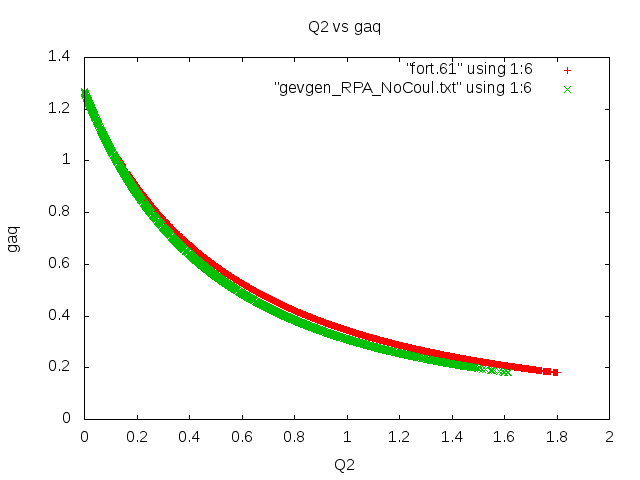 Q2 vs gaq
"fort.61" using 1:6
"gevgen_RPA_NoCoul.txt" using 1:6
1.4
1.2
1
0.8
0.6
0.4
0.2
0
gaq
0 0.2 0.4 0.6 0.8 1 1.2 1.4 1.6 1.8 2
Q2